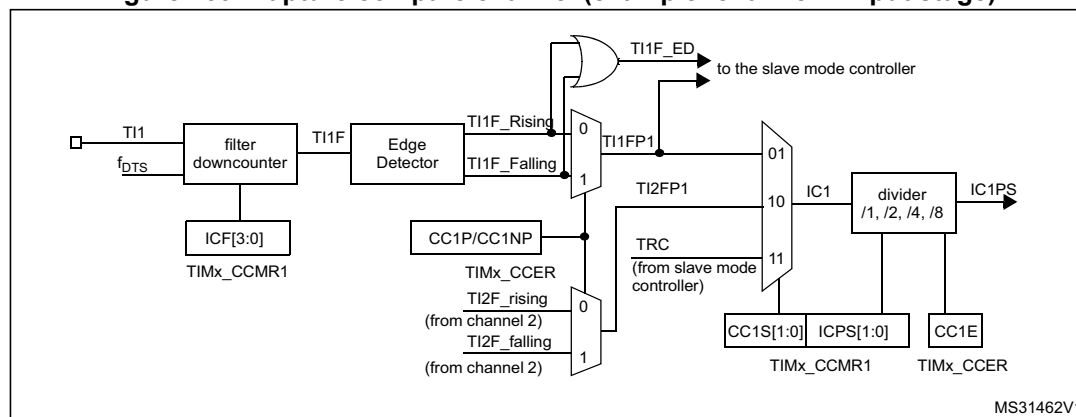 TI1F_ED
to the slave mode controller
TI1
f_DTS
filter
downcounter
TI1F
Edge
Detector
TI1F_Rising
TI1F_Falling
0
1
TI1FP1
01
TI2FP1
10
IC1
divider
/1, /2, /4, /8
IC1PS
ICF[3:0]
TIMx_CCMR1
CC1P/CC1NP
TIMx_CCER
TRC
(from slave mode
controller)
11
TI2F_rising
(from channel 2)
TI2F_falling
(from channel 2)
0
1
CC1S[1:0]
ICPS[1:0]
CC1E
TIMx_CCMR1
TIMx_CCER